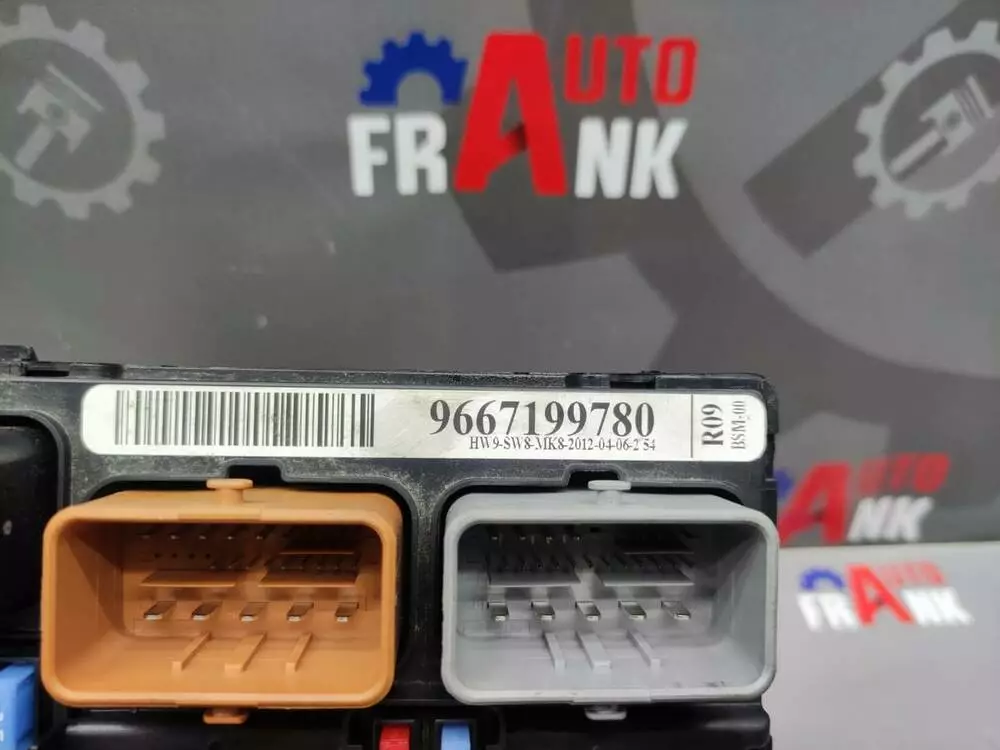 AUTO
FRANK
9667199780
HW9-SW8-MK8-2012-04-06-2 54
R09
BSM:00
AUTO
FRANK
AUTO
FRANK